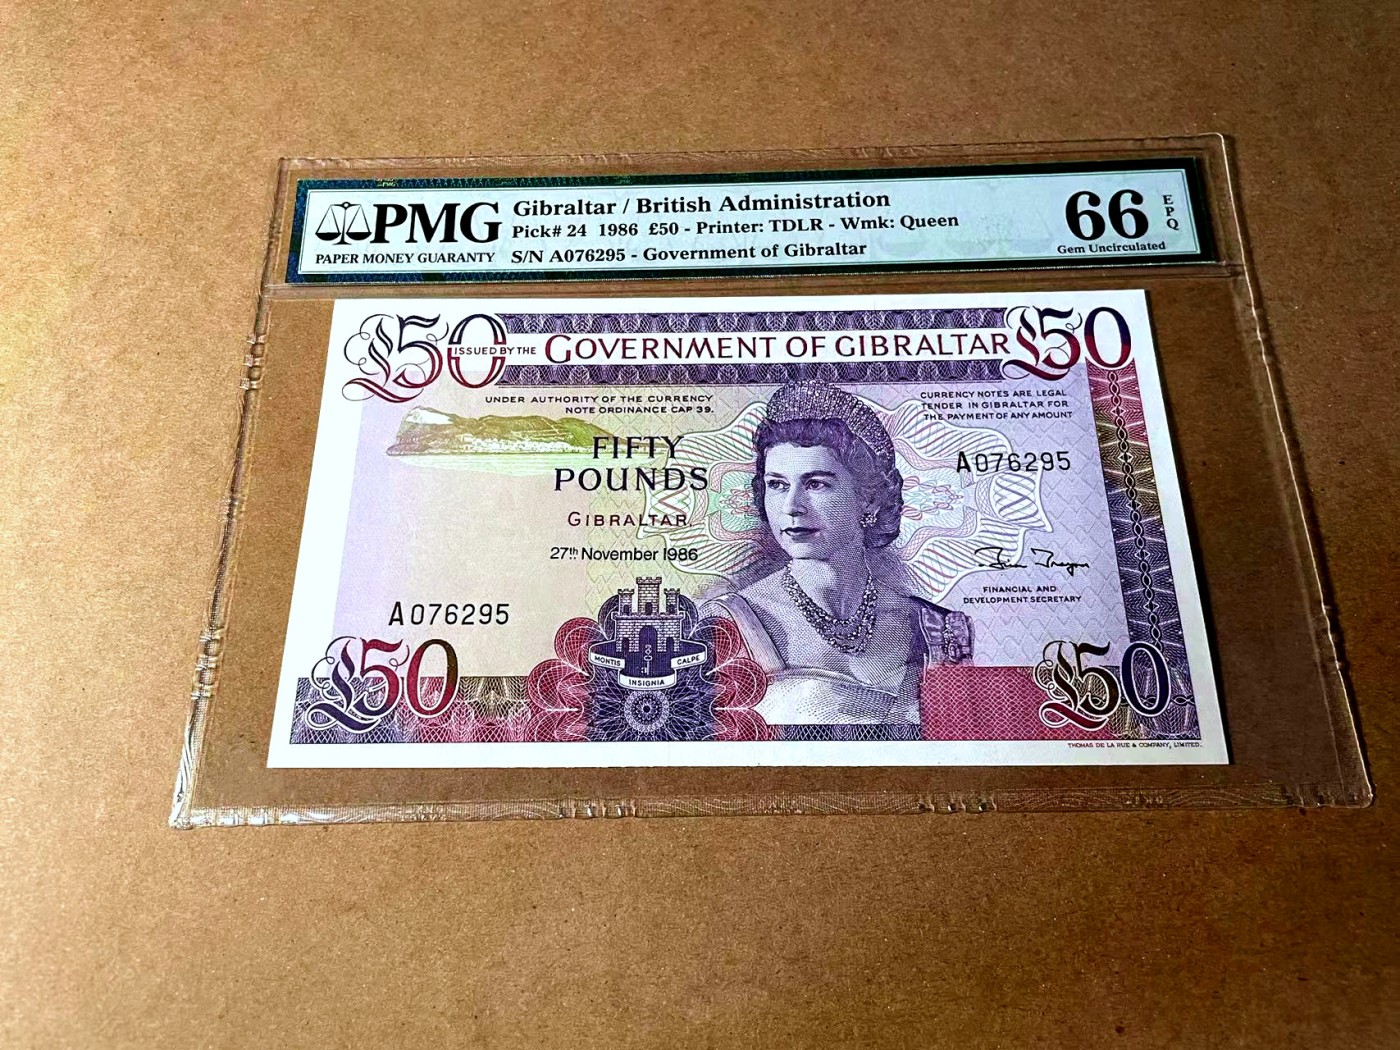 PMG
PAPER MONEY GUARANTY
Gibraltar / British Administration
Pick# 24 1986 £50 - Printer: TDLR - Wmk: Queen
S/N A076295 - Government of Gibraltar
66
EPQ
Gem Uncirculated
£50
ISSUED BY THE
GOVERNMENT OF GIBRALTAR
£50
UNDER AUTHORITY OF THE CURRENCY
NOTE ORDINANCE CAP 39.
CURRENCY NOTES ARE LEGAL
TENDER IN GIBRALTAR FOR
THE PAYMENT OF ANY AMOUNT
FIFTY
POUNDS
A076295
GIBRALTAR
27th November 1986
FINANCIAL AND
DEVELOPMENT SECRETARY
A076295
MONTIS
CALPE
INSIGNIA
£50
£50
THOMAS DE LA RUE & COMPANY, LIMITED.